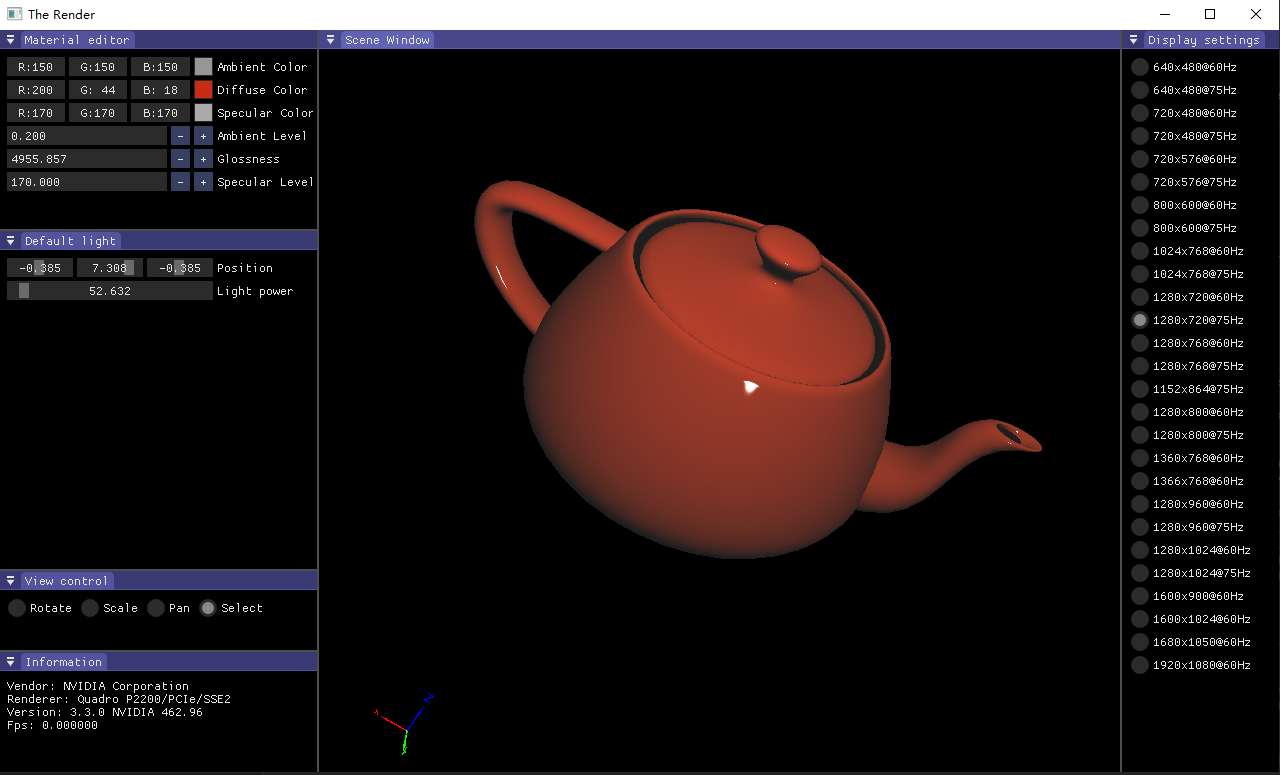 The Render
Material editor
R:150 G:150 B:150 Ambient Color
R:200 G: 44 B: 18 Diffuse Color
R:170 G:170 B:170 Specular Color
0.200 - + Ambient Level
4955.857 - + Glossness
170.000 - + Specular Level
Default light
-0.385 7.308 -0.385 Position
52.632 Light power
View control
Rotate Scale Pan Select
Information
Vendor: NVIDIA Corporation
Renderer: Quadro P2200/PCIe/SSE2
Version: 3.3.0 NVIDIA 462.96
Fps: 0.000000
Scene Window
Display settings
640x480@60Hz
640x480@75Hz
720x480@60Hz
720x480@75Hz
720x576@60Hz
720x576@75Hz
800x600@60Hz
800x600@75Hz
1024x768@60Hz
1024x768@75Hz
1280x720@60Hz
1280x720@75Hz
1280x768@60Hz
1280x768@75Hz
1152x864@75Hz
1280x800@60Hz
1280x800@75Hz
1360x768@60Hz
1366x768@60Hz
1280x960@60Hz
1280x960@75Hz
1280x1024@60Hz
1280x1024@75Hz
1600x900@60Hz
1600x1024@60Hz
1680x1050@60Hz
1920x1080@60Hz